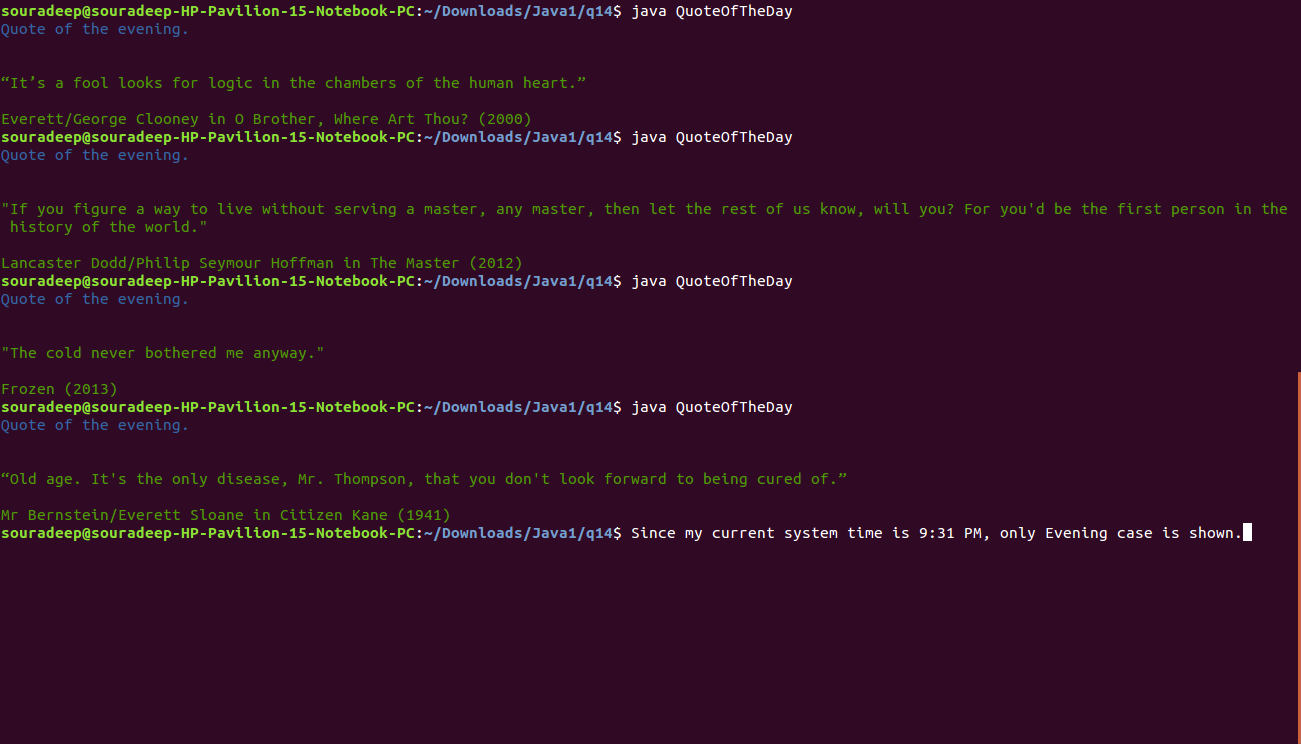 souradeep@souradeep-HP-Pavilion-15-Notebook-PC:~/Downloads/Java1/q14$ java QuoteOfTheDay
Quote of the evening.
“It’s a fool looks for logic in the chambers of the human heart.”
Everett/George Clooney in O Brother, Where Art Thou? (2000)
souradeep@souradeep-HP-Pavilion-15-Notebook-PC:~/Downloads/Java1/q14$ java QuoteOfTheDay
Quote of the evening.
"If you figure a way to live without serving a master, any master, then let the rest of us know, will you? For you'd be the first person in the
history of the world."
Lancaster Dodd/Philip Seymour Hoffman in The Master (2012)
souradeep@souradeep-HP-Pavilion-15-Notebook-PC:~/Downloads/Java1/q14$ java QuoteOfTheDay
Quote of the evening.
"The cold never bothered me anyway."
Frozen (2013)
souradeep@souradeep-HP-Pavilion-15-Notebook-PC:~/Downloads/Java1/q14$ java QuoteOfTheDay
Quote of the evening.
“Old age. It's the only disease, Mr. Thompson, that you don't look forward to being cured of.”
Mr Bernstein/Everett Sloane in Citizen Kane (1941)
souradeep@souradeep-HP-Pavilion-15-Notebook-PC:~/Downloads/Java1/q14$ Since my current system time is 9:31 PM, only Evening case is shown.